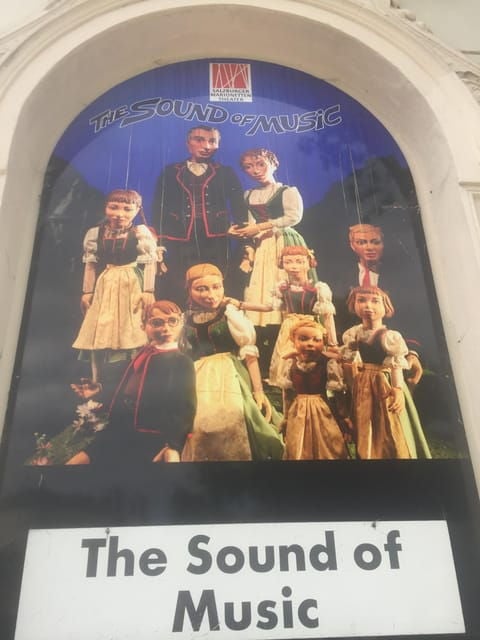 SALZBURGER
MARIONETTEN
THEATER
THE SOUND OF MUSIC
The Sound of
Music